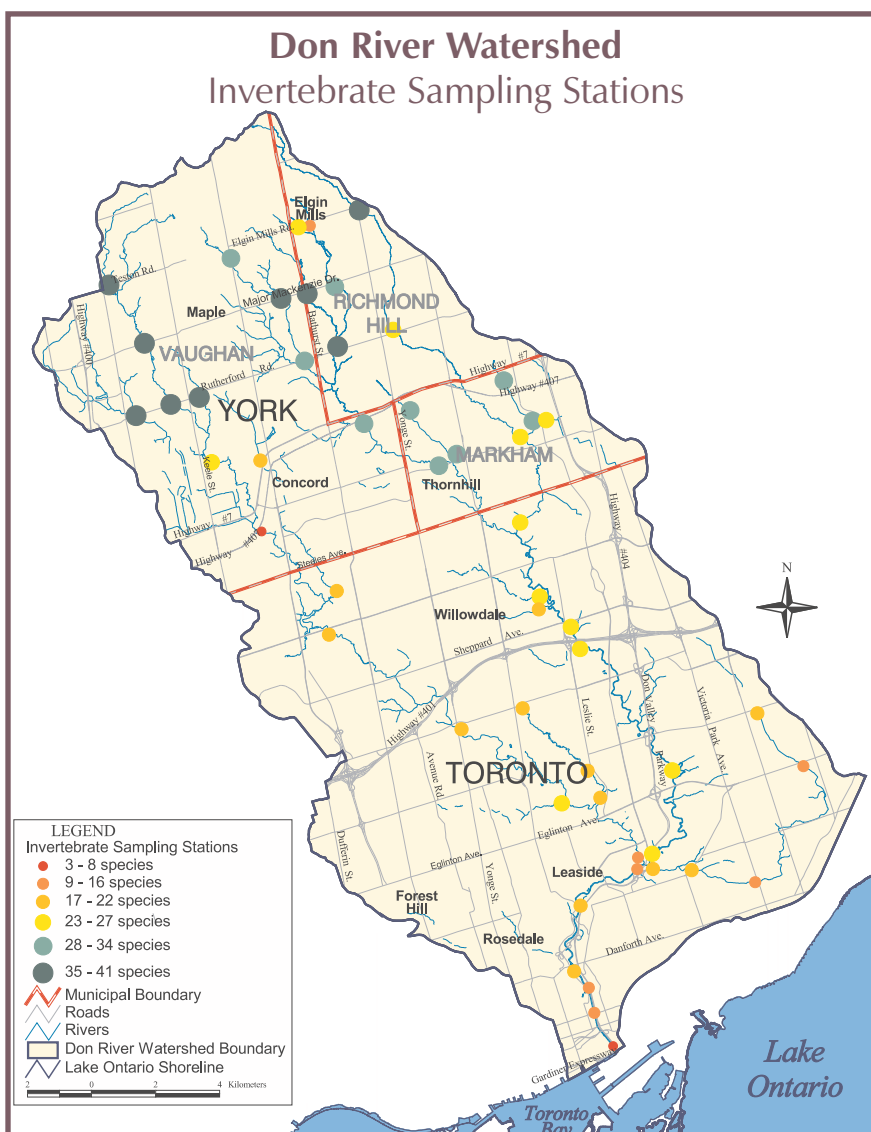 Don River Watershed
Invertebrate Sampling Stations
Elgin
Mills
Elgin Mills Rd.
Teston Rd.
Major Mackenzie Dr.
Maple
RICHMOND
HILL
Highway #400
Bathurst St.
VAUGHAN
Rutherford Rd.
Highway #7
Highway #407
YORK
Yonge St.
MARKHAM
Keele St.
Concord
Thornhill
Highway #7
Highway #407
Highway #404
Steeles Ave.
N
Willowdale
Sheppard Ave.
Don Valley Parkway
Leslie St.
Victoria Park Ave.
Highway #401
Avenue Rd.
TORONTO
Dufferin St.
Eglinton Ave.
Eglinton Ave.
Leaside
Yonge St.
Forest
Hill
Rosedale
Danforth Ave.
Gardiner Expressway
Lake
Ontario
Toronto
Bay
LEGEND
Invertebrate Sampling Stations
3 - 8 species
9 - 16 species
17 - 22 species
23 - 27 species
28 - 34 species
35 - 41 species
Municipal Boundary
Roads
Rivers
Don River Watershed Boundary
Lake Ontario Shoreline
2 0 2 4 Kilometers